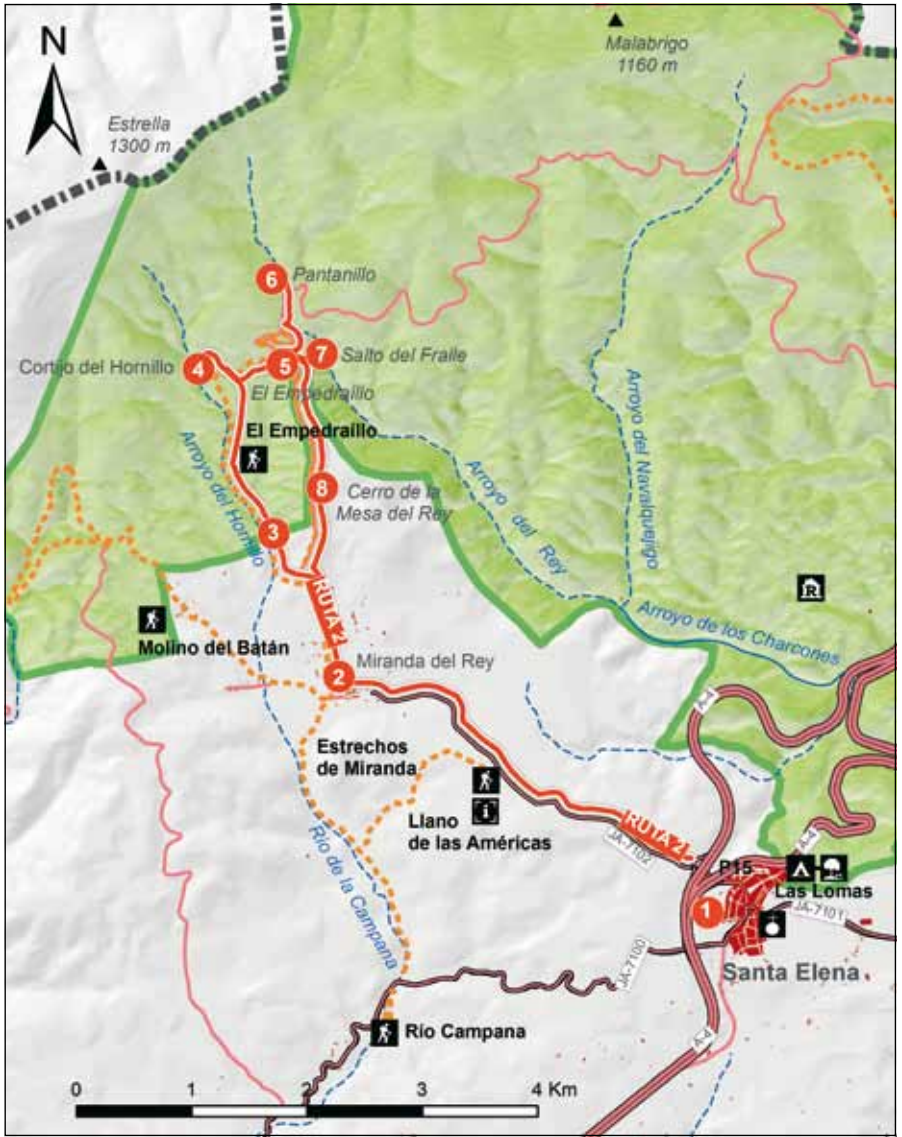 N
Malabrigo
1160 m
Estrella
1300 m
6
Pantanillo
7
Salto del Fraile
5
4
Cortijo del Hornillo
El Empedraillo
El Empedraillo
Arroyo del Hornillo
8
Cerro de la
Mesa del Rey
3
Arroyo del Rey
Arroyo del Navalquejigo
Arroyo de los Charcones
R
RUTA 2
Molino del Batán
2
Miranda del Rey
A-4
Estrechos
de Miranda
i
Llano
de las Américas
RUTA 2
JA-7102
A-4
P15
Las Lomas
1
JA-7101
Río de la Campana
JA-7100
Santa Elena
Río Campana
A-4
0 1 2 3 4 Km